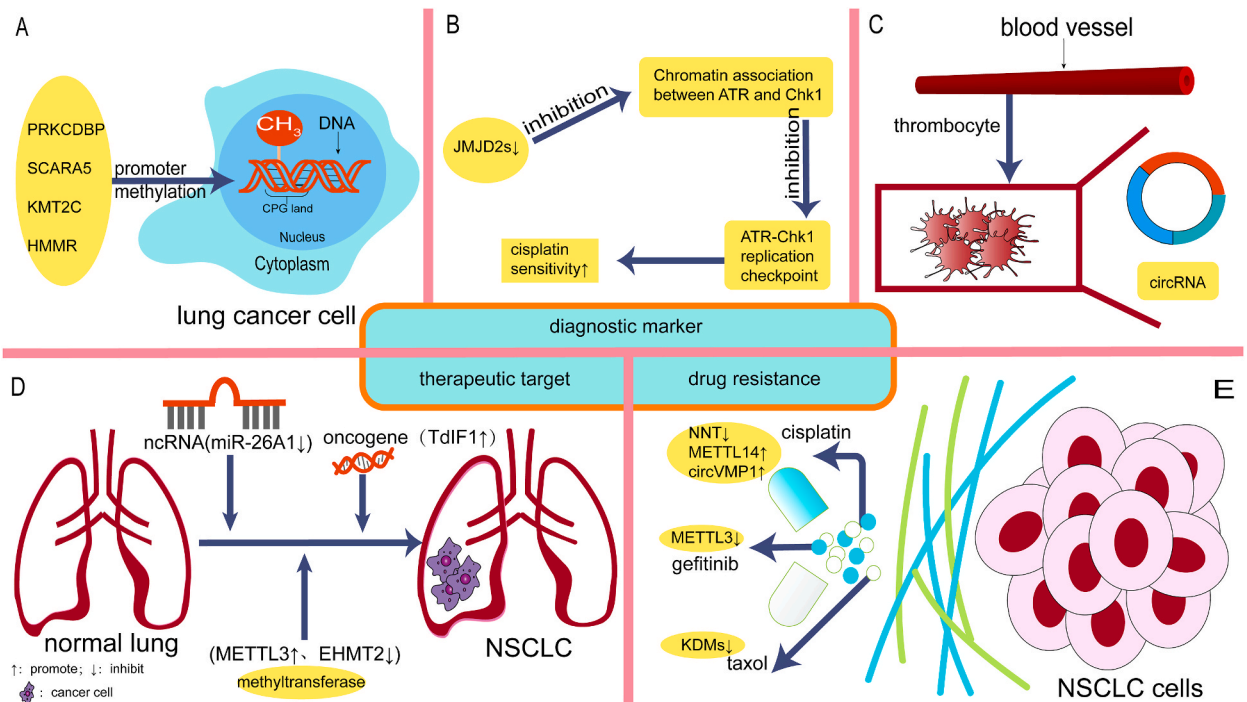 A
PRKCDBP
SCARA5
KMT2C
HMMR
promoter
methylation
CH3
DNA
CPG land
Nucleus
Cytoplasm
lung cancer cell
B
JMJD2s↓
inhibition
Chromatin association
between ATR and Chk1
inhibition
ATR-Chk1
replication
checkpoint
cisplatin
sensitivity↑
C
blood vessel
thrombocyte
circRNA
diagnostic marker
therapeutic target
drug resistance
D
ncRNA(miR-26A1↓)
oncogene（TdIF1↑）
normal lung
NSCLC
(METTL3↑、EHMT2↓)
methyltransferase
↑: promote; ↓: inhibit
: cancer cell
E
NNT↓
METTL14↑
circVMP1↑
cisplatin
METTL3↓
gefitinib
KDMs↓
taxol
NSCLC cells